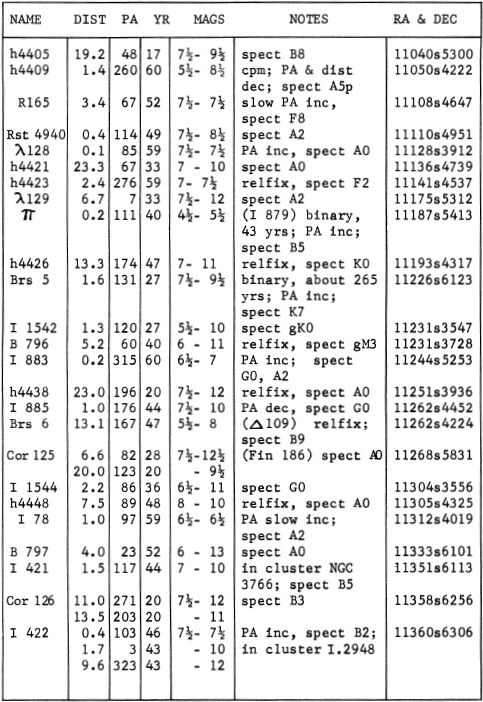 NAME DIST PA YR MAGS NOTES RA & DEC
h4405 19.2 48 17 7½- 9½ spect B8 11040s5300
h4409 1.4 260 60 5½- 8½ cpm; PA & dist 11050s4222
dec; spect A5p
R165 3.4 67 52 7½- 7½ slow PA inc, 11108s4647
spect F8
Rst 4940 0.4 114 49 7½- 8½ spect A2 11110s4951
λ128 0.1 85 59 7½- 7½ PA inc, spect A0 11128s3912
h4421 23.3 67 33 7 - 10 spect A0 11136s4739
h4423 2.4 276 59 7- 7½ relfix, spect F2 11141s4537
λ129 6.7 7 33 7½- 12 spect A2 11175s5312
π 0.2 111 40 4½- 5½ (I 879) binary, 11187s5413
43 yrs; PA inc;
spect B5
h4426 13.3 174 47 7- 11 relfix, spect K0 11193s4317
Brs 5 1.6 131 27 7½- 9½ binary, about 265 11226s6123
yrs; PA inc;
spect K7
I 1542 1.3 120 27 5½- 10 spect gK0 11231s3547
B 796 5.2 60 40 6 - 11 relfix, spect gM3 11231s3728
I 883 0.2 315 60 6½- 7 PA inc; spect 11244s5253
G0, A2
h4438 23.0 196 20 7½- 12 relfix, spect A0 11251s3936
I 885 1.0 176 44 7½- 10 PA dec, spect G0 11262s4452
Brs 6 13.1 167 47 5½- 8 (Δ109) relfix; 11262s4224
spect B9
Cor 125 6.6 82 28 7½-12½ (Fin 186) spect A0 11268s5831
20.0 123 20 - 9½
I 1544 2.2 86 36 6½- 11 spect G0 11304s3556
h4448 7.5 89 48 8 - 10 relfix, spect A0 11305s4325
I 78 1.0 97 59 6½- 6½ PA slow inc; 11312s4019
spect A2
B 797 4.0 23 52 6 - 13 spect A0 11333s6101
I 421 1.5 117 44 7 - 10 in cluster NGC 11351s6113
3766; spect B5
Cor 126 11.0 271 20 7½- 12 spect B3 11358s6256
13.5 203 20 - 11
I 422 0.4 103 46 7½- 7½ PA inc, spect B2; 11360s6306
1.7 3 43 - 10 in cluster I.2948
9.6 323 43 - 12